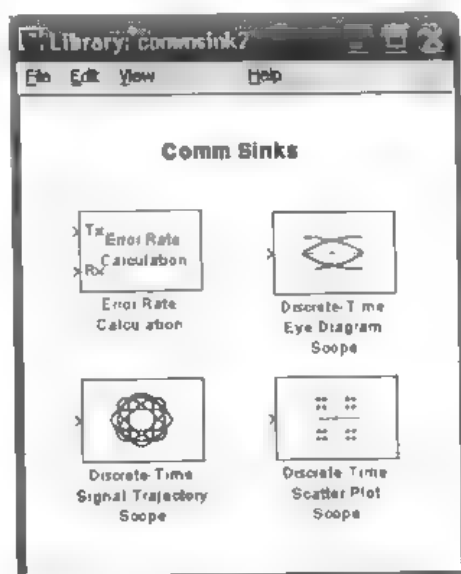 Library: commsink2
File Edit View Help
Comm Sinks
Tx Error Rate
Calculation
Rx
Error Rate
Calculation
Discrete-Time
Eye Diagram
Scope
Discrete-Time
Signal Trajectory
Scope
Discrete-Time
Scatter Plot
Scope